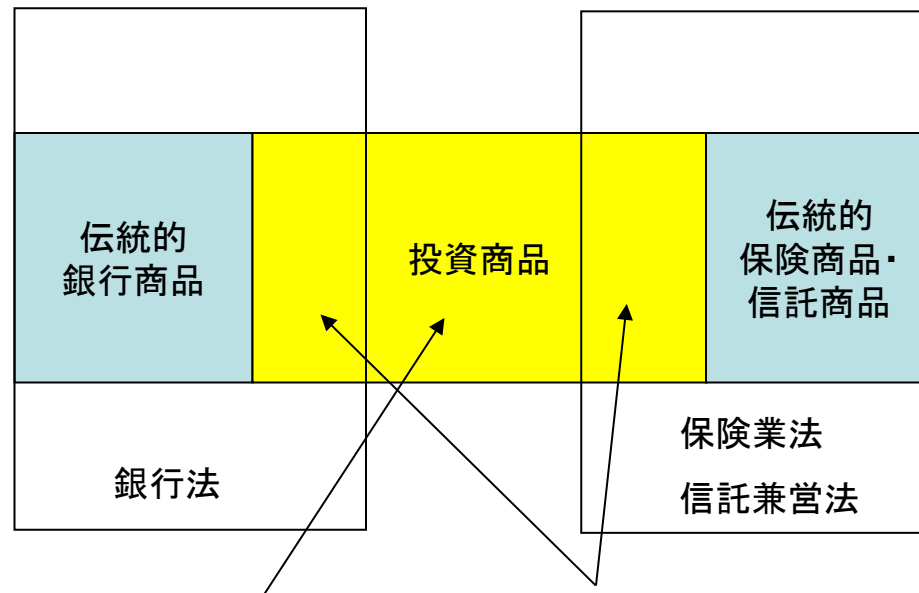 伝統的
銀行商品
投資商品
伝統的
保険商品・
信託商品
銀行法
保険業法
信託兼営法